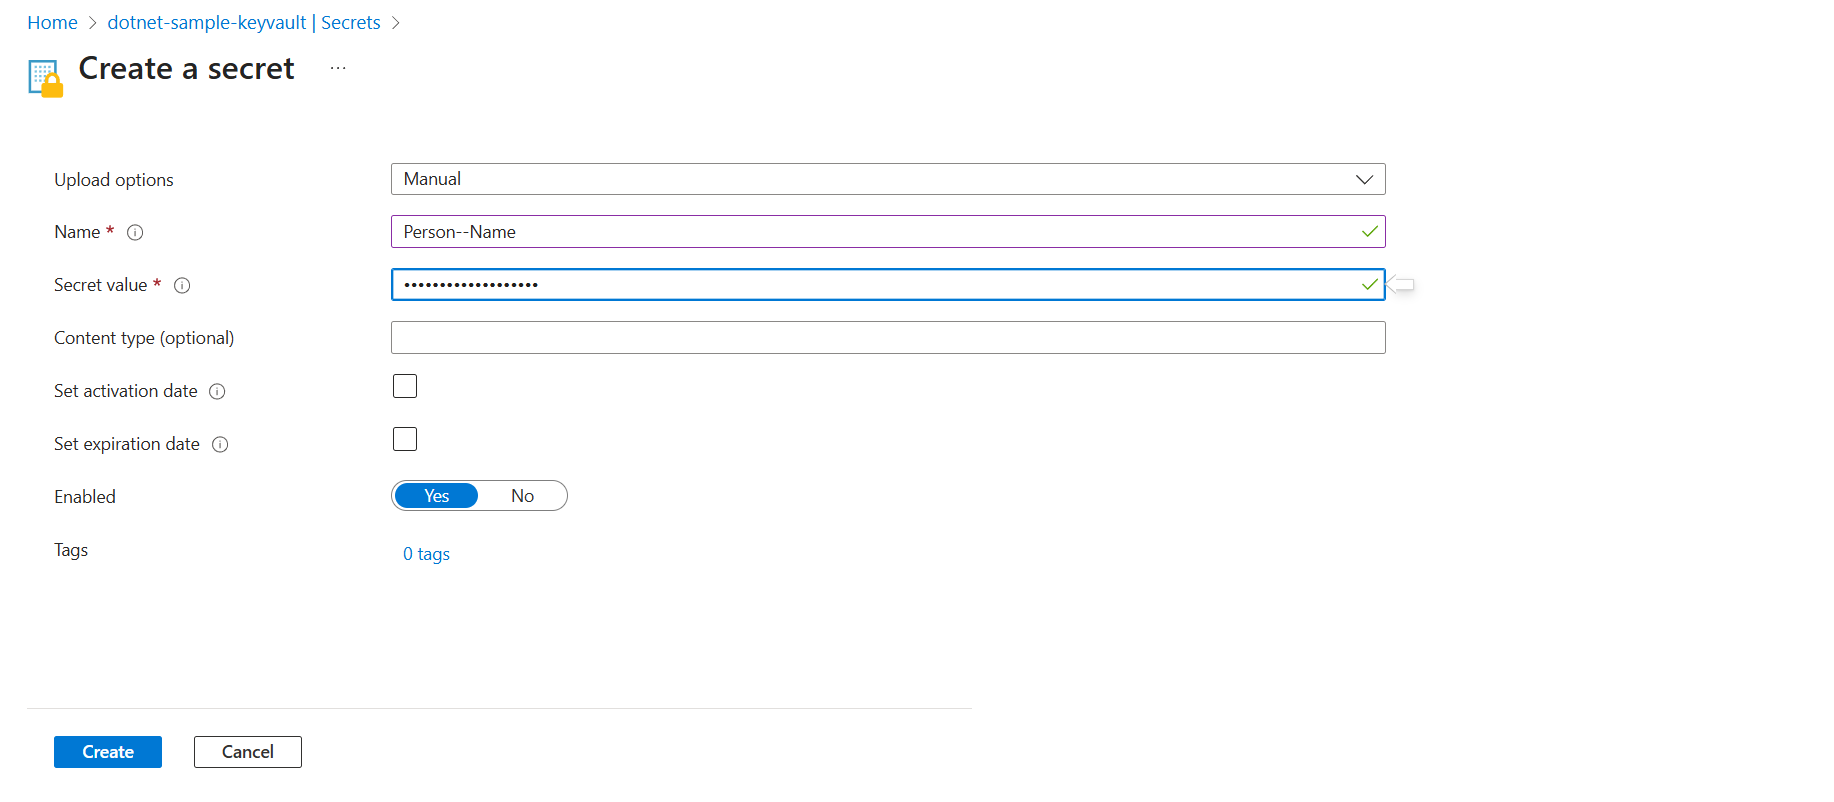 Home > dotnet-sample-keyvault | Secrets >
Create a secret ...
Upload options Manual
Name * Person--Name
Secret value * •••••••••••••••••••
Content type (optional)
Set activation date
Set expiration date
Enabled Yes No
Tags 0 tags
Create Cancel